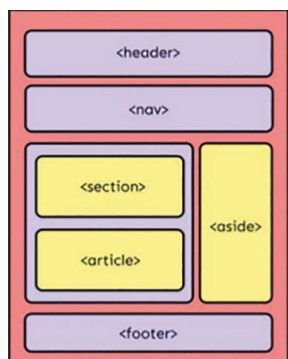 <header>
<nav>
<section>
<article>
<aside>
<footer>